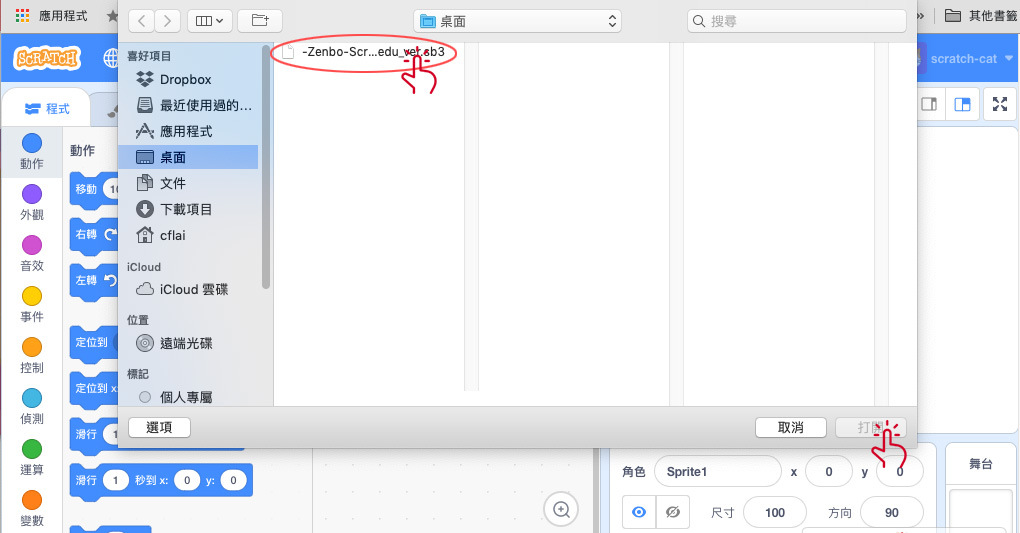 應用程式
桌面
搜尋
其他書籤
SCRATCH
喜好項目
-Zenbo-Scr...edu_ver.sb3
scratch-cat
Dropbox
最近使用過的...
程式
應用程式
動作
桌面
動作
文件
移動
外觀
下載項目
右轉
cflai
音效
iCloud
左轉
iCloud 雲碟
事件
位置
定位到
遠端光碟
控制
標記
定位到 x:
個人專屬
偵測
選項
取消
打開
滑行 1
運算
滑行 1 秒到 x: 0 y: 0
角色 Sprite1 x 0 y 0
舞台
變數
尺寸 100 方向 90